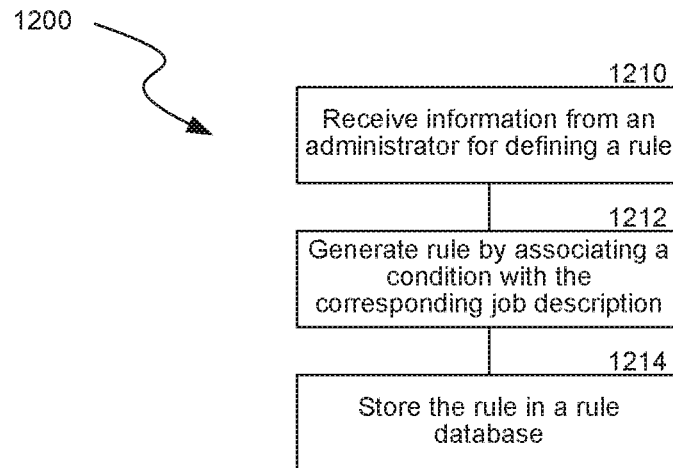 1200
1210
Receive information from an
administrator for defining a rule
1212
Generate rule by associating a
condition with the
corresponding job description
1214
Store the rule in a rule
database